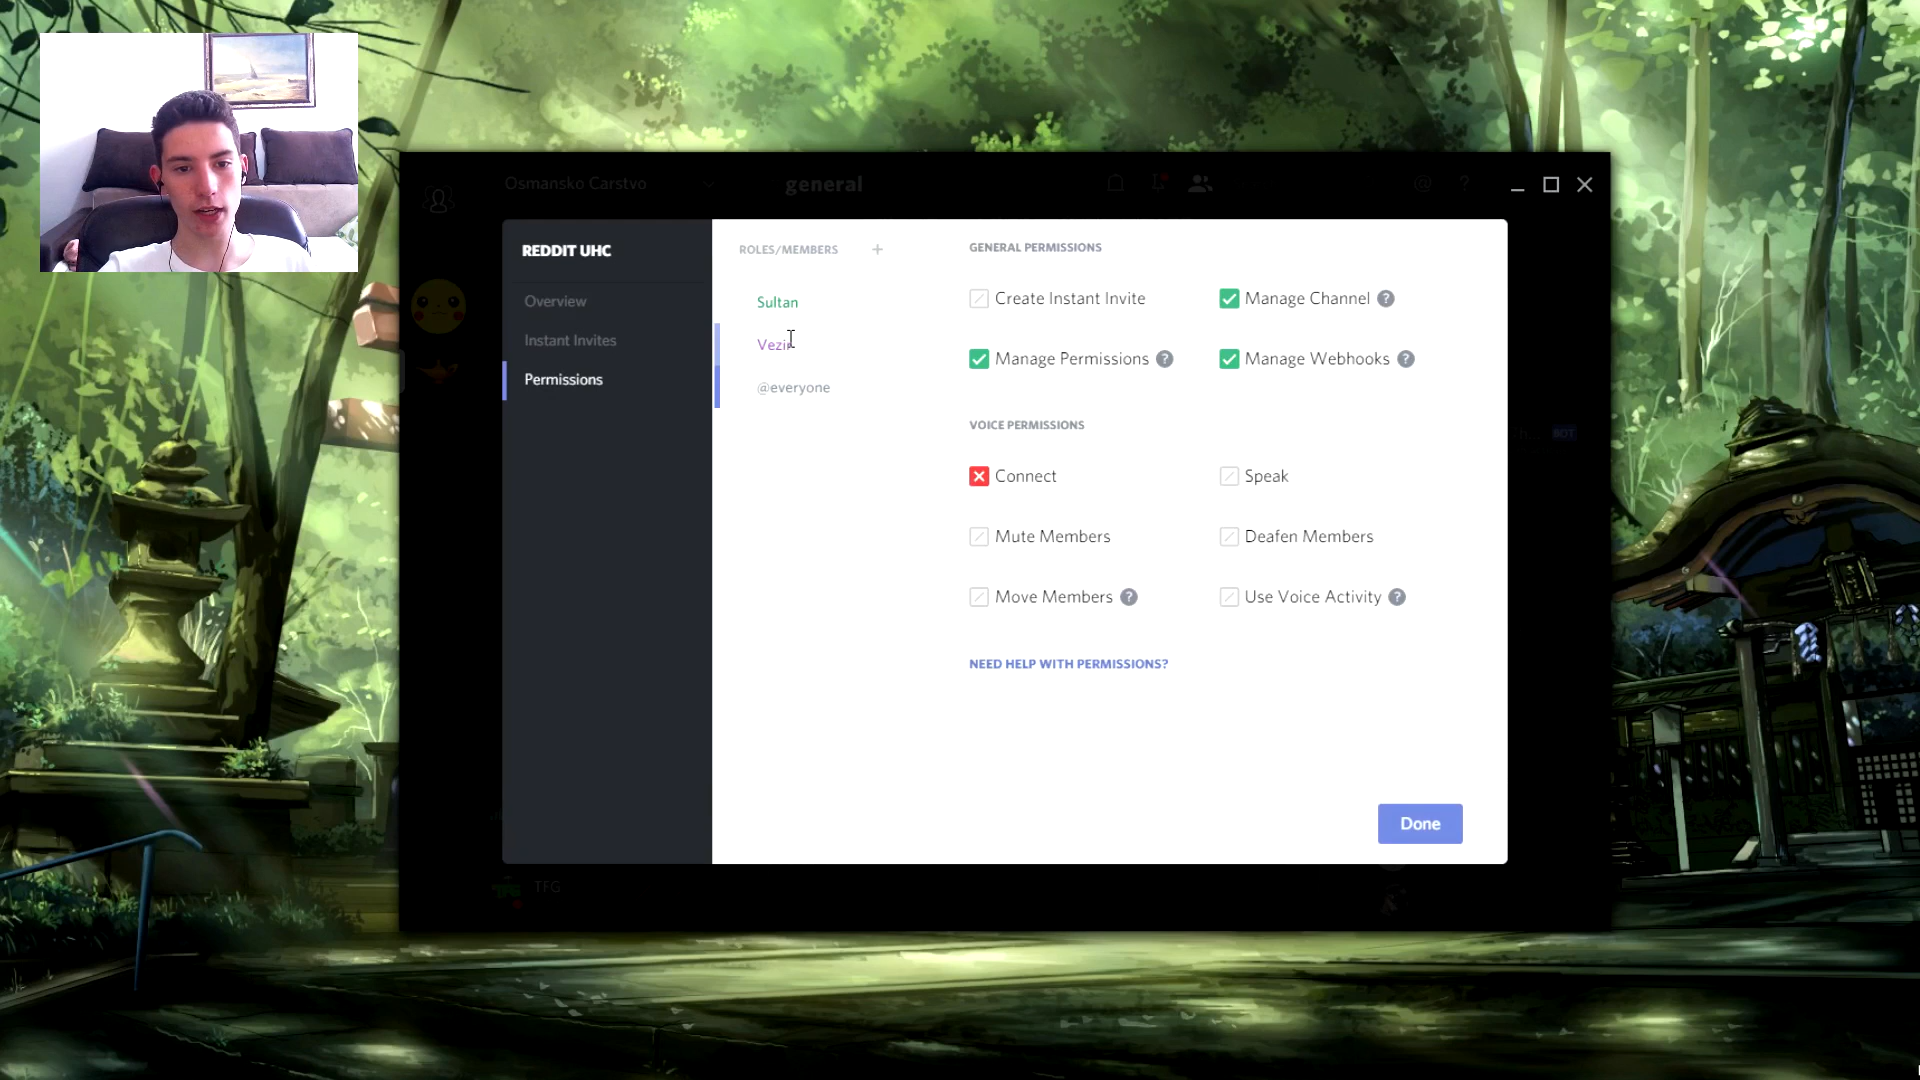 Osmansko Carstvo
general
REDDIT UHC
Overview
Instant Invites
Permissions
ROLES/MEMBERS +
Sultan
Vezir
@everyone
GENERAL PERMISSIONS
Create Instant Invite
Manage Channel ?
Manage Permissions ?
Manage Webhooks ?
VOICE PERMISSIONS
Connect
Speak
Mute Members
Deafen Members
Move Members ?
Use Voice Activity ?
NEED HELP WITH PERMISSIONS?
Done
BOT
TFG